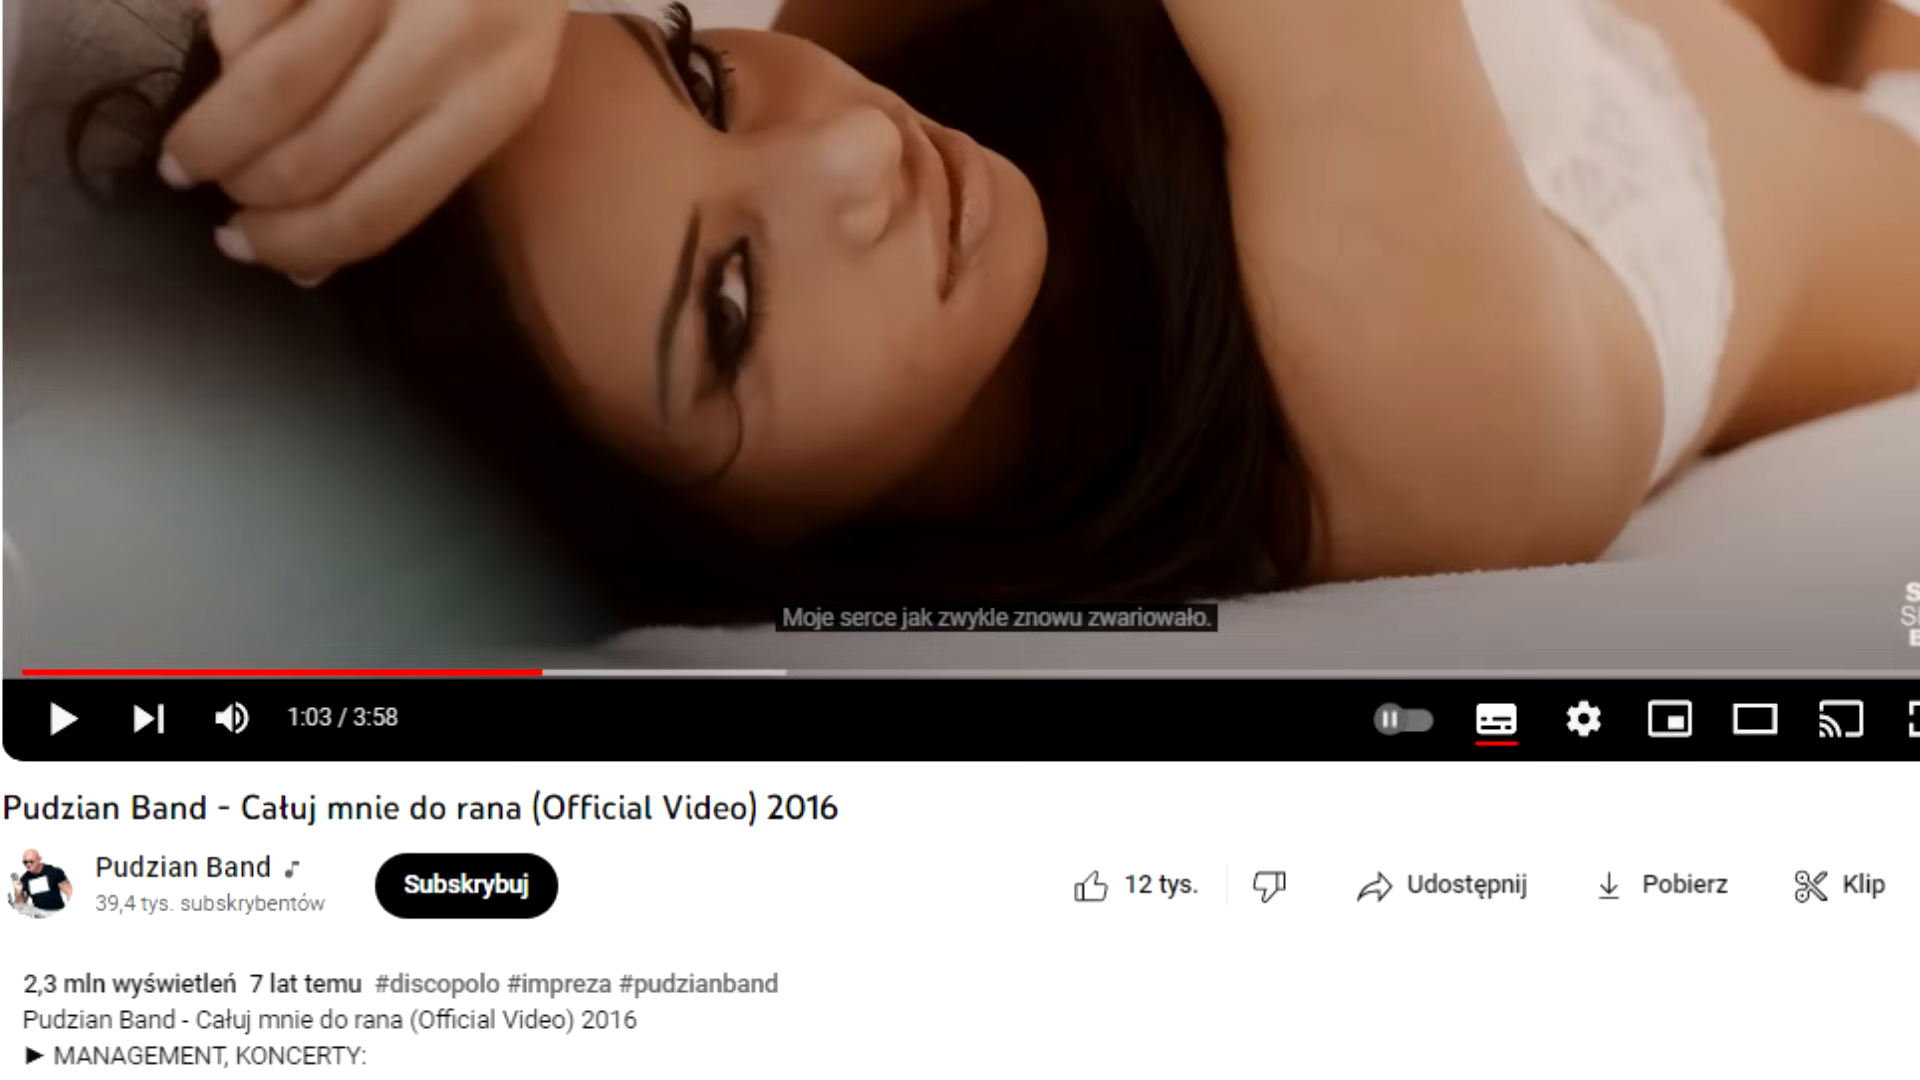 Moje serce jak zwykle znowu zwariowało.
1:03 / 3:58
Pudzian Band - Całuj mnie do rana (Official Video) 2016
Pudzian Band
39,4 tys. subskrybentów
Subskrybuj
12 tys.
Udostępnij
Pobierz
Klip
2,3 mln wyświetleń 7 lat temu #discopolo #impreza #pudzianband
Pudzian Band - Całuj mnie do rana (Official Video) 2016
► MANAGEMENT, KONCERTY: